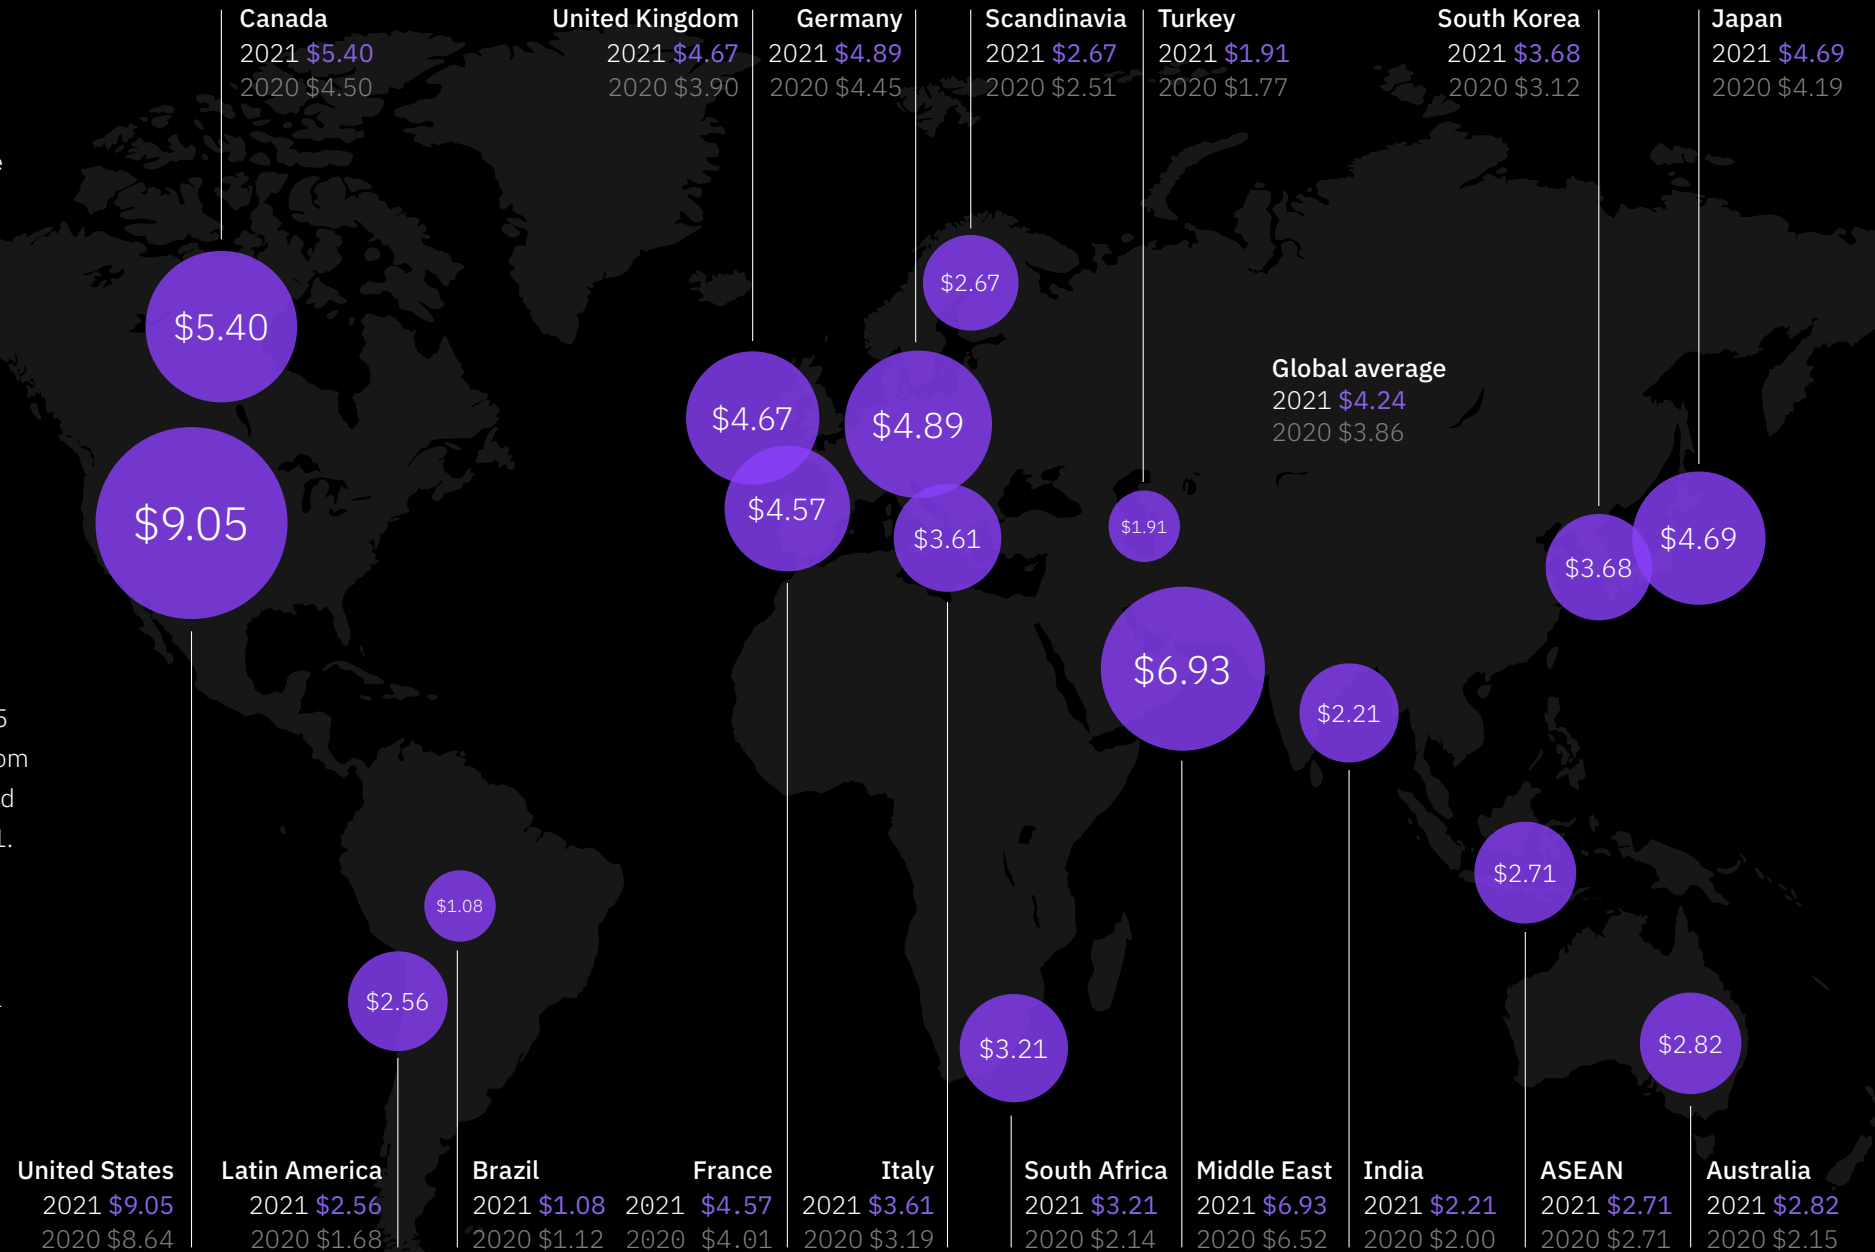 Canada
2021 $5.40
2020 $4.50
United Kingdom
2021 $4.67
2020 $3.90
Germany
2021 $4.89
2020 $4.45
Scandinavia
2021 $2.67
2020 $2.51
Turkey
2021 $1.91
2020 $1.77
South Korea
2021 $3.68
2020 $3.12
Japan
2021 $4.69
2020 $4.19
$2.67
$5.40
Global average
2021 $4.24
2020 $3.86
$4.67
$4.89
$9.05
$4.57
$3.61
$1.91
$3.68
$4.69
$6.93
$2.21
$2.71
$1.08
$2.56
$3.21
$2.82
United States
2021 $9.05
2020 $8.64
Latin America
2021 $2.56
2020 $1.68
Brazil
2021 $1.08
2020 $1.12
France
2021 $4.57
2020 $4.01
Italy
2021 $3.61
2020 $3.19
South Africa
2021 $3.21
2020 $2.14
Middle East
2021 $6.93
2020 $6.52
India
2021 $2.21
2020 $2.00
ASEAN
2021 $2.71
2020 $2.71
Australia
2021 $2.82
2020 $2.15